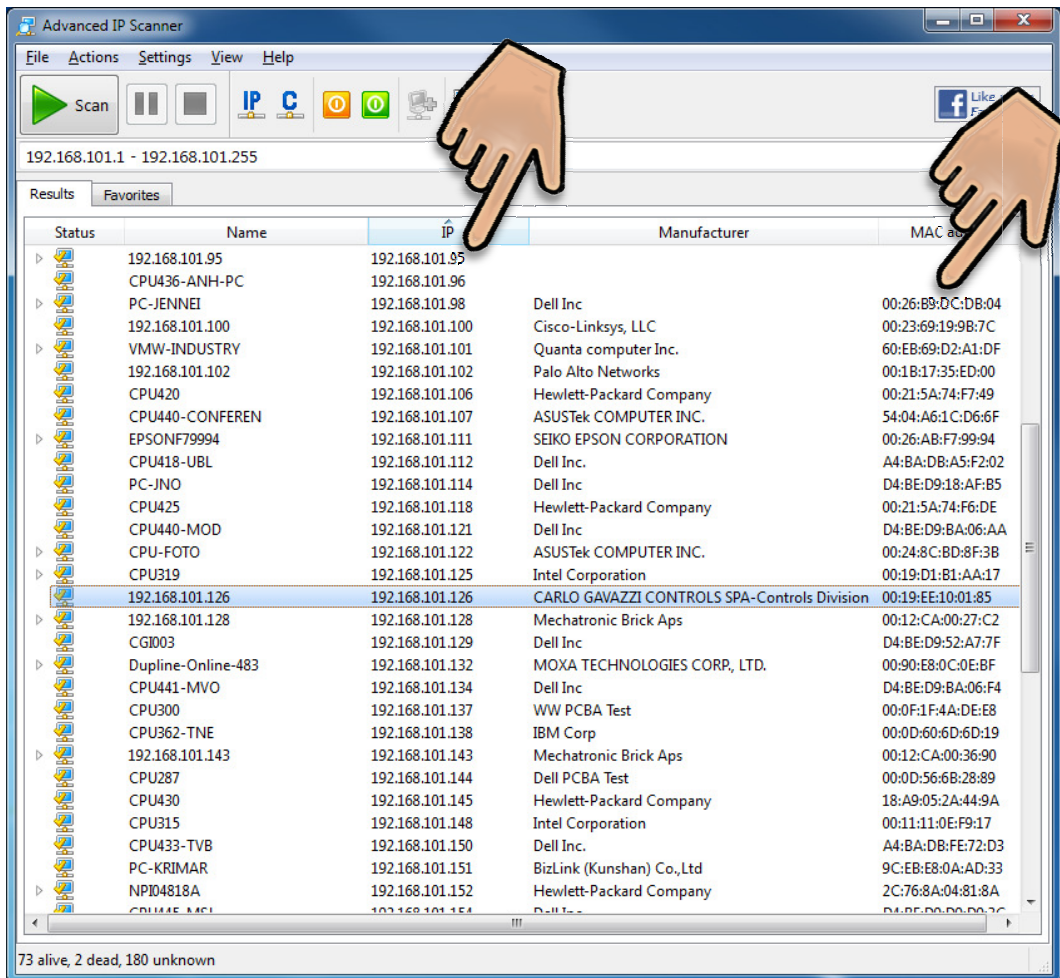 Advanced IP Scanner
File Actions Settings View Help
Scan IP C Like
192.168.101.1 - 192.168.101.255
Results Favorites
Status Name IP Manufacturer MAC
192.168.101.95 192.168.101.95
CPU436-ANH-PC 192.168.101.96
PC-JENNEI 192.168.101.98 Dell Inc 00:26:B9:DC:DB:04
192.168.101.100 192.168.101.100 Cisco-Linksys, LLC 00:23:69:19:9B:7C
VMW-INDUSTRY 192.168.101.101 Quanta computer Inc. 60:EB:69:D2:A1:DF
192.168.101.102 192.168.101.102 Palo Alto Networks 00:1B:17:35:ED:00
CPU420 192.168.101.106 Hewlett-Packard Company 00:21:5A:74:F7:49
CPU440-CONFEREN 192.168.101.107 ASUSTek COMPUTER INC. 54:04:A6:1C:D6:6F
EPSONF79994 192.168.101.111 SEIKO EPSON CORPORATION 00:26:AB:F7:99:94
CPU418-UBL 192.168.101.112 Dell Inc. A4:BA:DB:A5:F2:02
PC-JNO 192.168.101.114 Dell Inc D4:BE:D9:18:AF:B5
CPU425 192.168.101.118 Hewlett-Packard Company 00:21:5A:74:F6:DE
CPU440-MOD 192.168.101.121 Dell Inc D4:BE:D9:BA:06:AA
CPU-FOTO 192.168.101.122 ASUSTek COMPUTER INC. 00:24:8C:BD:8F:3B
CPU319 192.168.101.125 Intel Corporation 00:19:D1:B1:AA:17
192.168.101.126 192.168.101.126 CARLO GAVAZZI CONTROLS SPA-Controls Division 00:19:EE:10:01:85
192.168.101.128 192.168.101.128 Mechatronic Brick Aps 00:12:CA:00:27:C2
CGI003 192.168.101.129 Dell Inc D4:BE:D9:52:A7:7F
Dupline-Online-483 192.168.101.132 MOXA TECHNOLOGIES CORP., LTD. 00:90:E8:0C:0E:BF
CPU441-MVO 192.168.101.134 Dell Inc D4:BE:D9:BA:06:F4
CPU300 192.168.101.137 WW PCBA Test 00:0F:1F:4A:DE:E8
CPU362-TNE 192.168.101.138 IBM Corp 00:0D:60:6D:6D:19
192.168.101.143 192.168.101.143 Mechatronic Brick Aps 00:12:CA:00:36:90
CPU287 192.168.101.144 Dell PCBA Test 00:0D:56:6B:28:89
CPU430 192.168.101.145 Hewlett-Packard Company 18:A9:05:2A:44:9A
CPU315 192.168.101.148 Intel Corporation 00:11:11:0E:F9:17
CPU433-TVB 192.168.101.150 Dell Inc. A4:BA:DB:FE:72:D3
PC-KRIMAR 192.168.101.151 BizLink (Kunshan) Co.,Ltd 9C:EB:E8:0A:AD:33
NPI04818A 192.168.101.152 Hewlett-Packard Company 2C:76:8A:04:81:8A
192.168.101.154
73 alive, 2 dead, 180 unknown